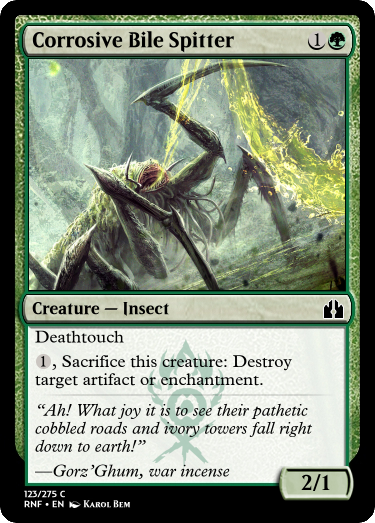 Corrosive Bile Spitter 1
Creature — Insect
Deathtouch
1, Sacrifice this creature: Destroy
target artifact or enchantment.
“Ah! What joy it is to see their pathetic
cobbled roads and ivory towers fall right
down to earth!”
—Gorz’Ghum, war incense
2/1
123/275 C
RNF • EN Karol Bem